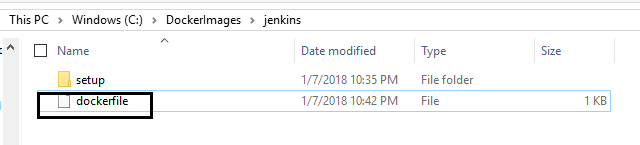 This PC > Windows (C:) > DockerImages > jenkins
Name Date modified Type Size
setup 1/7/2018 10:35 PM File folder
dockerfile 1/7/2018 10:42 PM File 1 KB